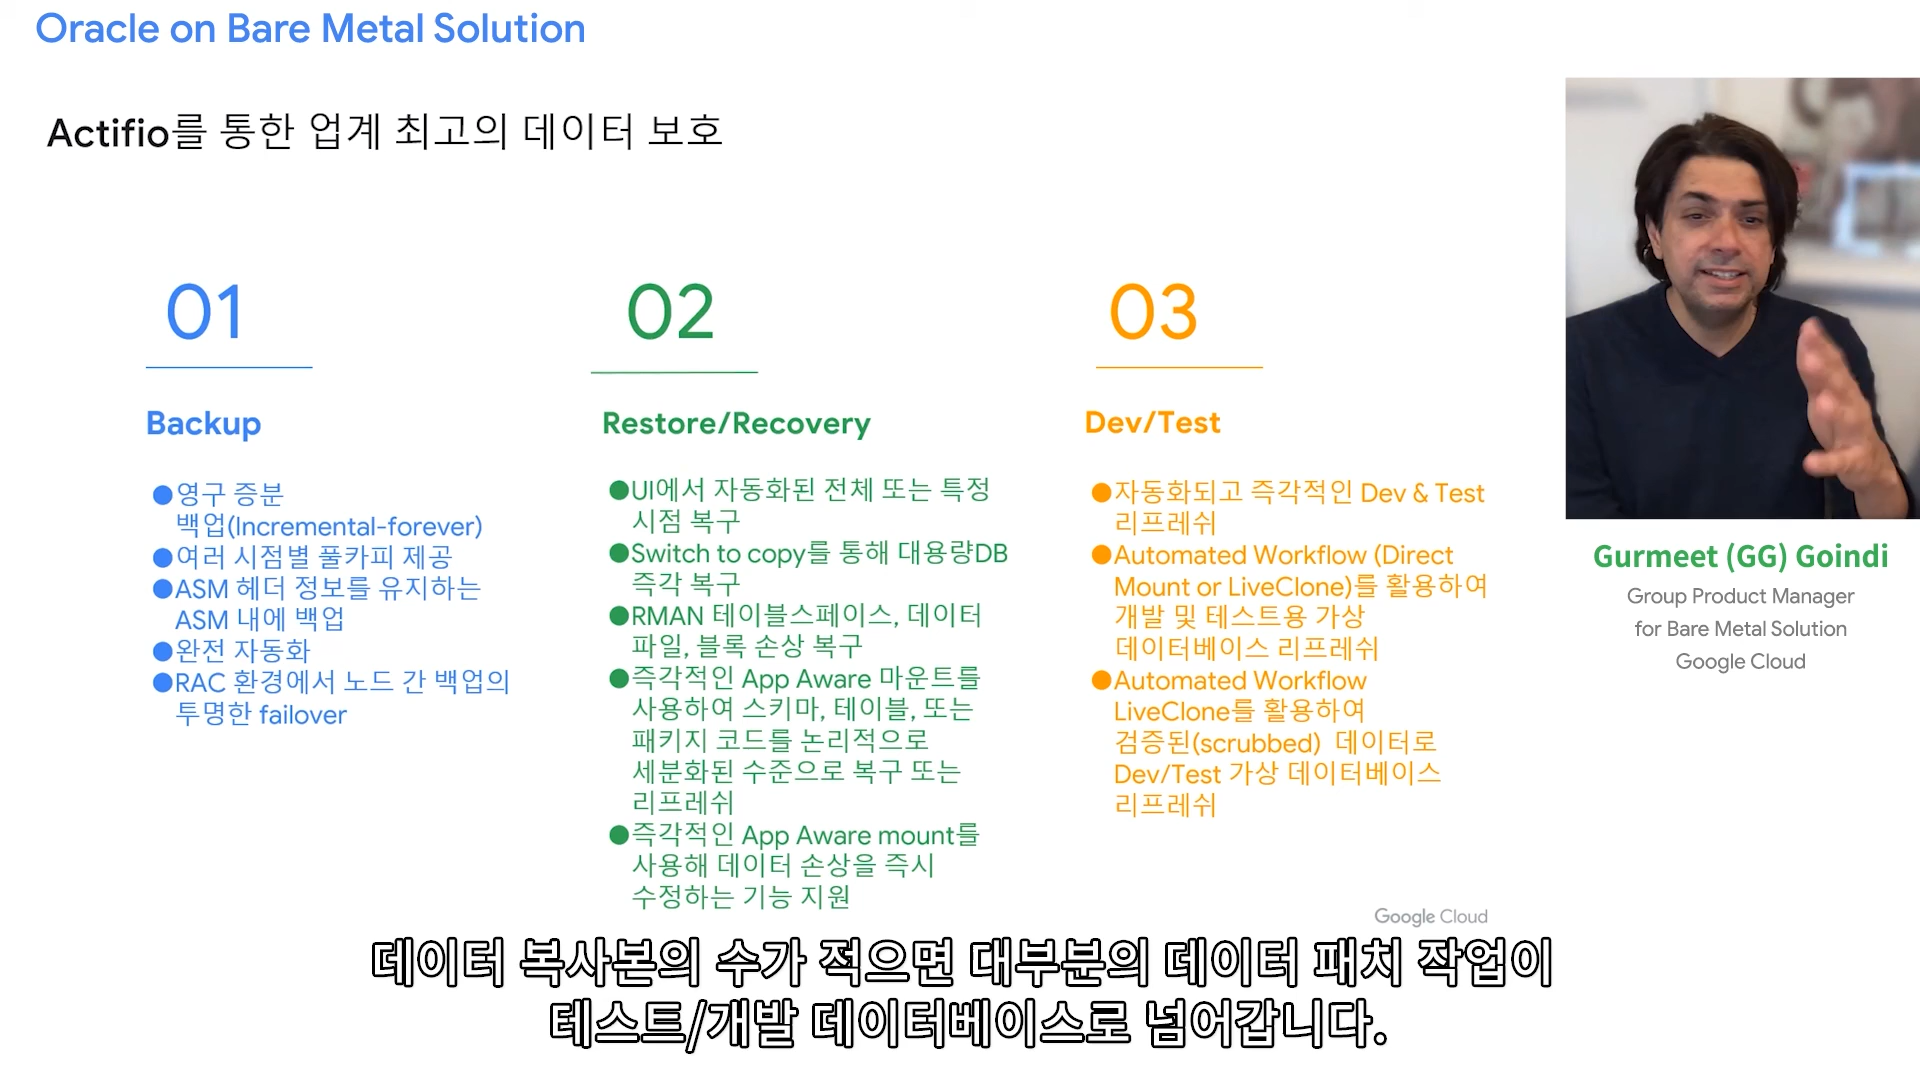 Oracle on Bare Metal Solution
Actifio를 통한 업계 최고의 데이터 보호
01
Backup
●영구 증분
백업(Incremental-forever)
●여러 시점별 풀카피 제공
●ASM 헤더 정보를 유지하는
ASM 내에 백업
●완전 자동화
●RAC 환경에서 노드 간 백업의
투명한 failover
02
Restore/Recovery
●UI에서 자동화된 전체 또는 특정
시점 복구
●Switch to copy를 통해 대용량DB
즉각 복구
●RMAN 테이블스페이스, 데이터
파일, 블록 손상 복구
●즉각적인 App Aware 마운트를
사용하여 스키마, 테이블, 또는
패키지 코드를 논리적으로
세분화된 수준으로 복구 또는
리프레쉬
●즉각적인 App Aware mount를
사용해 데이터 손상을 즉시
수정하는 기능 지원
03
Dev/Test
●자동화되고 즉각적인 Dev & Test
리프레쉬
●Automated Workflow (Direct
Mount or LiveClone)를 활용하여
개발 및 테스트용 가상
데이터베이스 리프레쉬
●Automated Workflow
LiveClone를 활용하여
검증된(scrubbed) 데이터로
Dev/Test 가상 데이터베이스
리프레쉬
Gurmeet (GG) Goindi
Group Product Manager
for Bare Metal Solution
Google Cloud
Google Cloud
데이터 복사본의 수가 적으면 대부분의 데이터 패치 작업이
테스트/개발 데이터베이스로 넘어갑니다.